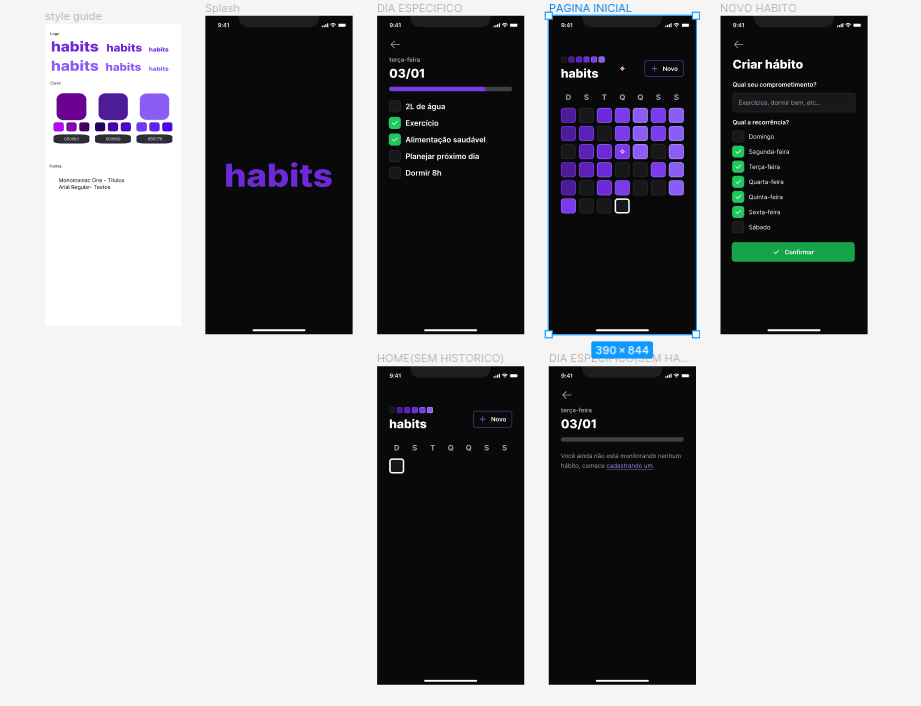 style guide
Logo
habits habits habits
habits habits habits
Cores
Fontes
Monomaniac One - Títulos
Arial Regular- Textos
Splash
9:41
habits
DIA ESPECIFICO
9:41
terça-feira
03/01
2L de água
Exercício
Alimentação saudável
Planejar próximo dia
Dormir 8h
PAGINA INICIAL
9:41
habits
+ Novo
D S T Q Q S S
390 × 844
NOVO HABITO
9:41
Criar hábito
Qual seu comprometimento?
Exercícios, dormir bem, etc...
Qual a recorrência?
Domingo
Segunda-feira
Terça-feira
Quarta-feira
Quinta-feira
Sexta-feira
Sábado
Confirmar
HOME(SEM HISTORICO)
9:41
habits
+ Novo
D S T Q Q S S
DIA ESPECIFICO(SEM HA...
9:41
terça-feira
03/01
Você ainda não está monitorando nenhum
hábito, comece cadastrando um.